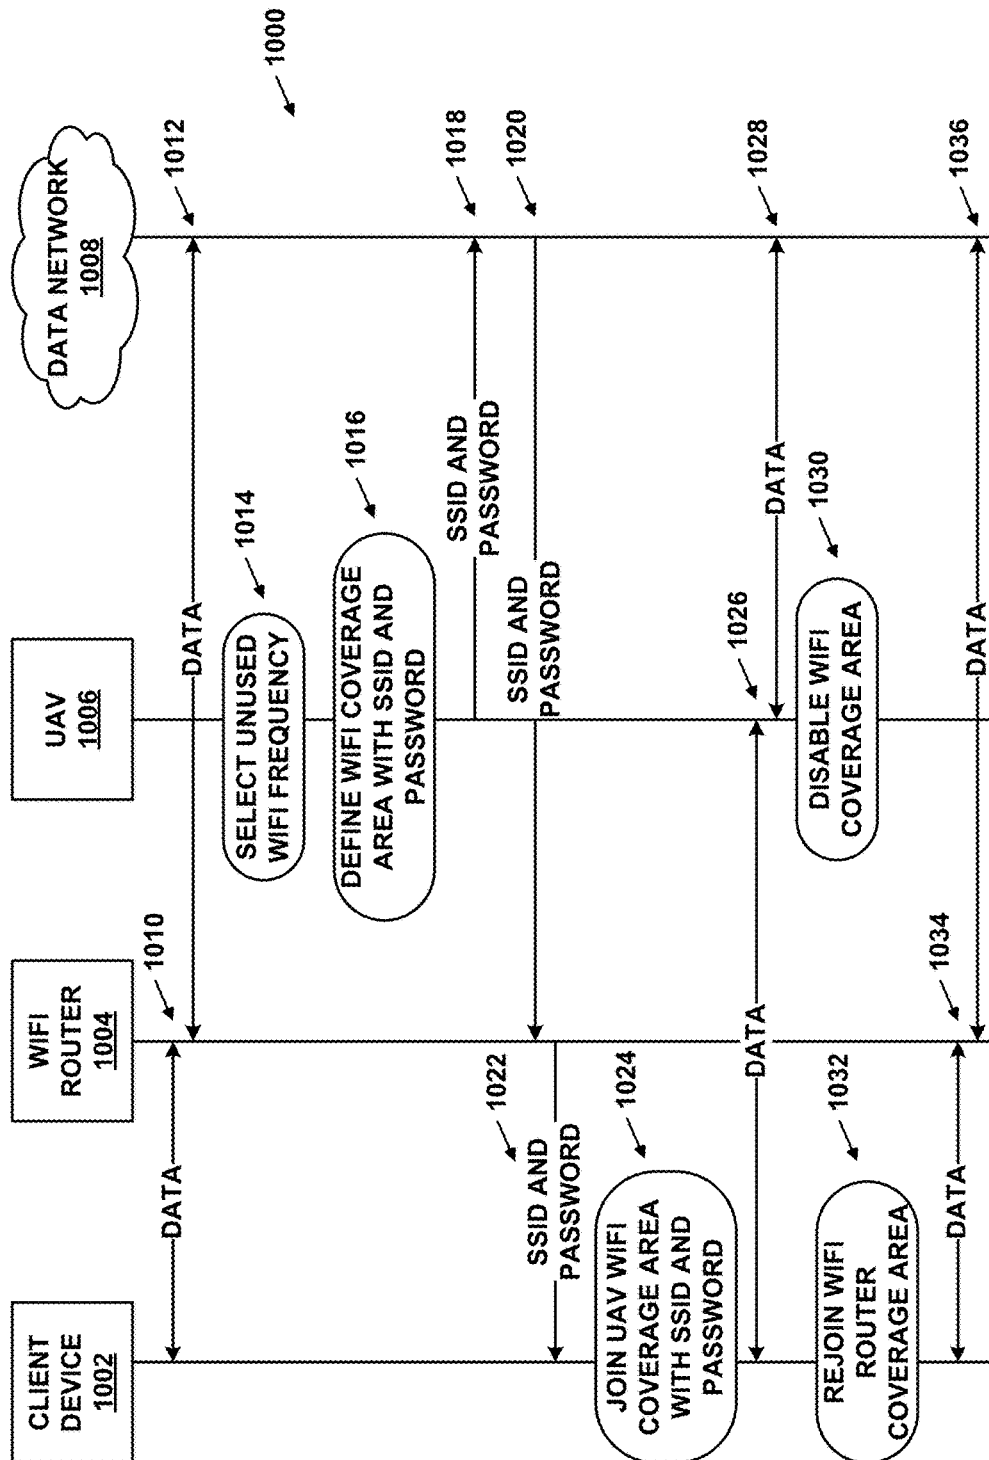 CLIENT
DEVICE
1002
WIFI
ROUTER
1004
UAV
1006
DATA NETWORK
1008
1000
DATA
1010
DATA
1012
SELECT UNUSED
WIFI FREQUENCY
1014
DEFINE WIFI COVERAGE
AREA WITH SSID AND
PASSWORD
1016
SSID AND
PASSWORD
1018
SSID AND
PASSWORD
1020
SSID AND
PASSWORD
1022
JOIN UAV WIFI
COVERAGE AREA
WITH SSID AND
PASSWORD
1024
DATA
1026
DATA
1028
DISABLE WIFI
COVERAGE AREA
1030
REJOIN WIFI
ROUTER
COVERAGE AREA
1032
DATA
1034
DATA
1036